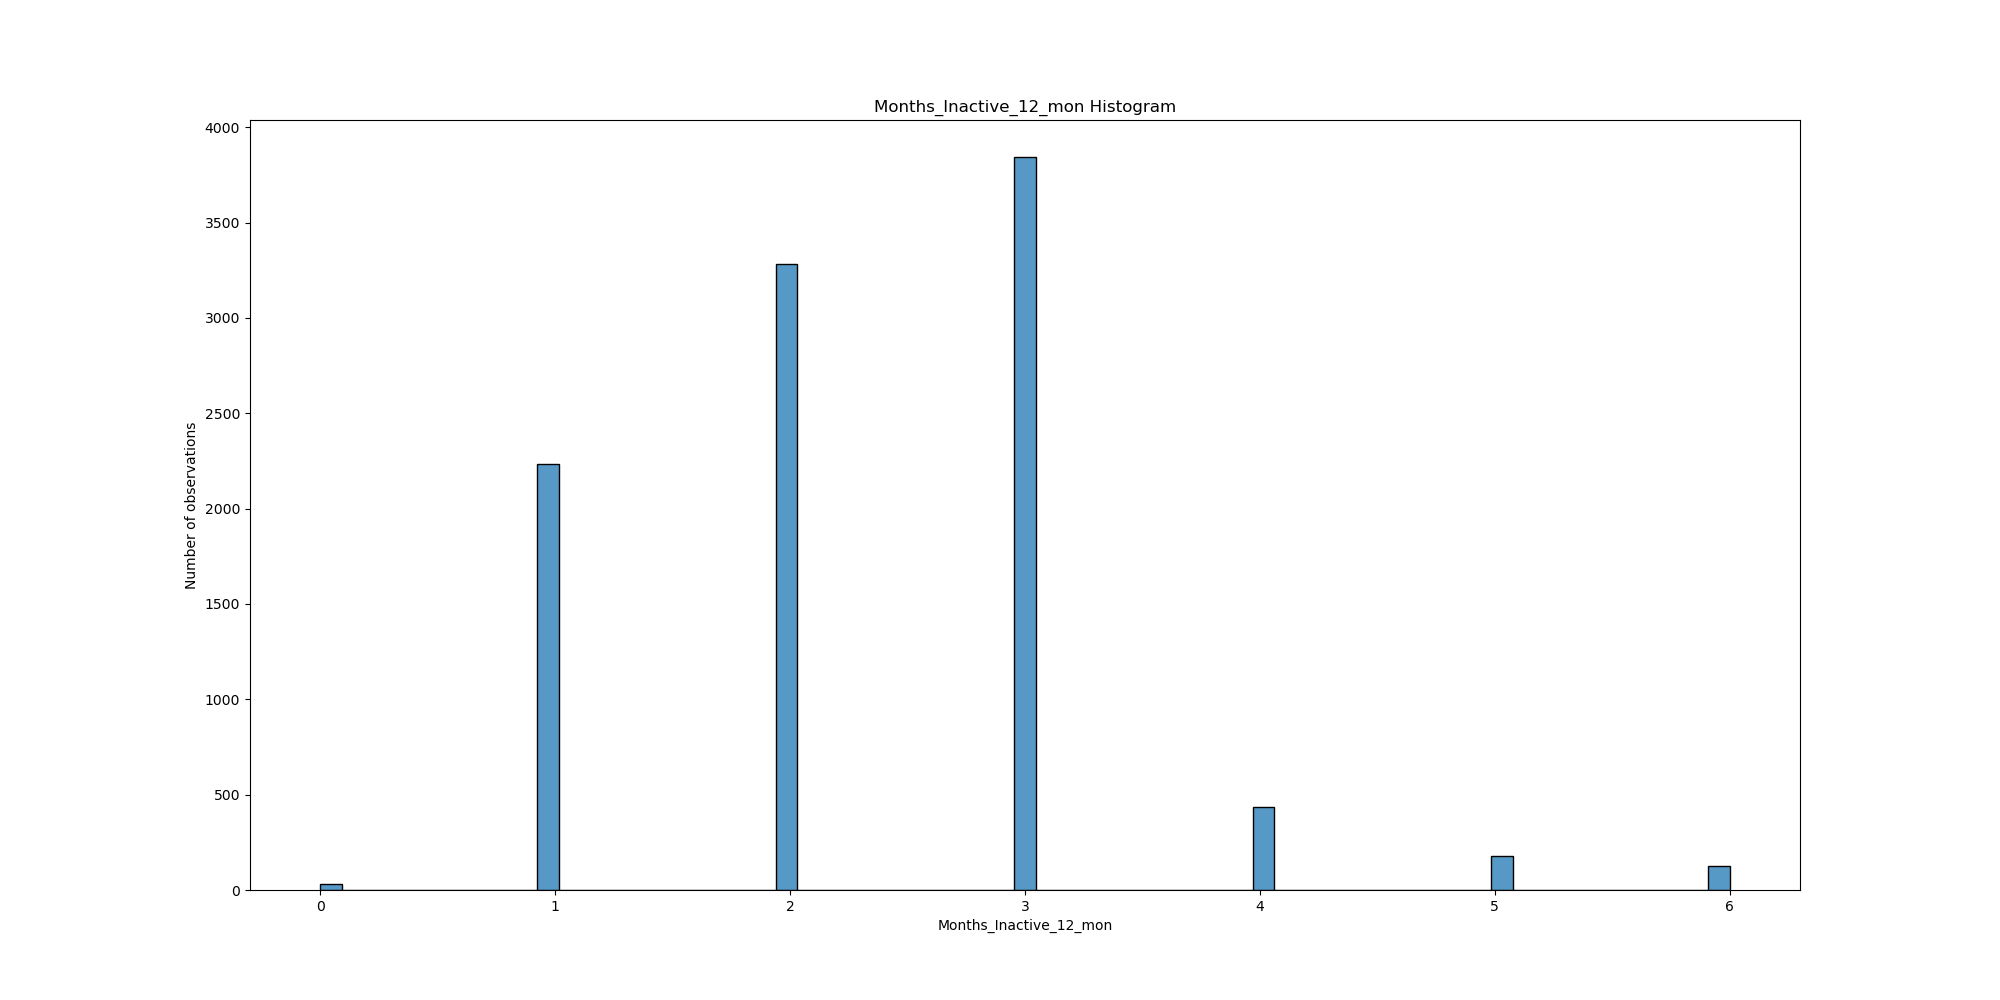 Months_Inactive_12_mon Histogram
4000
3500
3000
2500
2000
1500
1000
500
0
Number of observations
0 1 2 3 4 5 6
Months_Inactive_12_mon